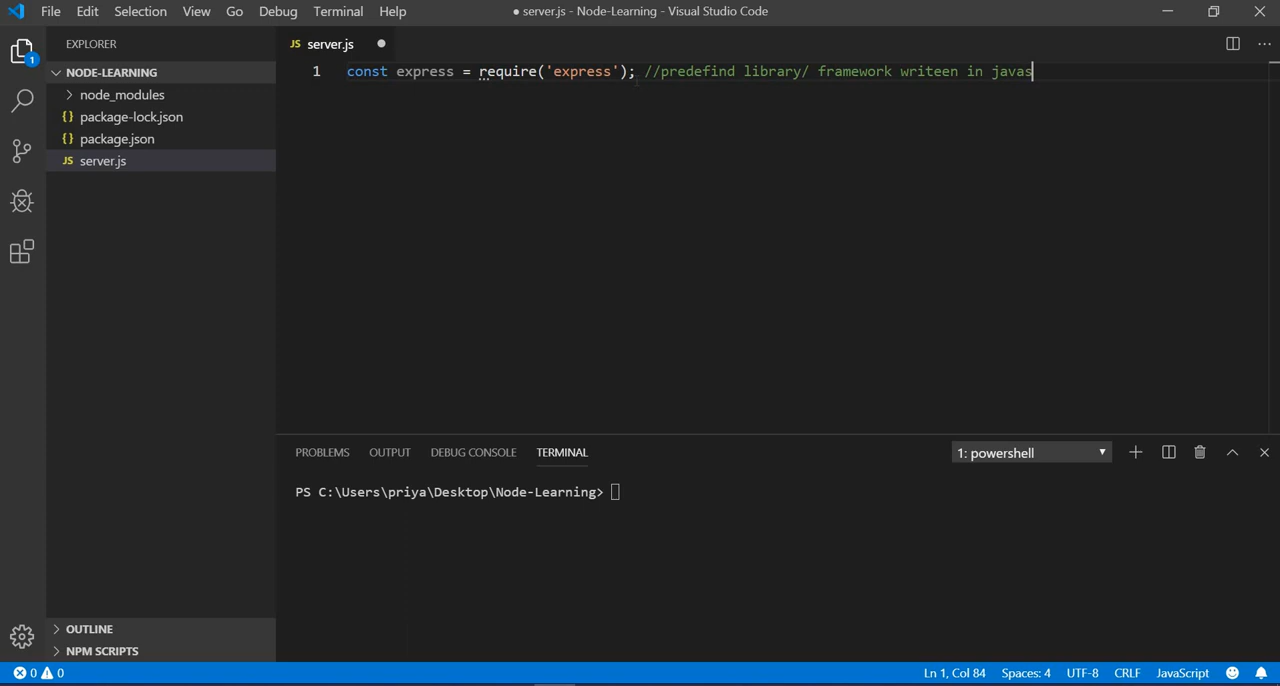 File Edit Selection View Go Debug Terminal Help ● server.js - Node-Learning - Visual Studio Code
EXPLORER
JS server.js ●
1
NODE-LEARNING
1 const express = require('express'); //predefind library/ framework writeen in javas
node_modules
{} package-lock.json
{} package.json
JS server.js
PROBLEMS OUTPUT DEBUG CONSOLE TERMINAL 1: powershell
PS C:\Users\priya\Desktop\Node-Learning>
OUTLINE
NPM SCRIPTS
0 0 Ln 1, Col 84 Spaces: 4 UTF-8 CRLF JavaScript